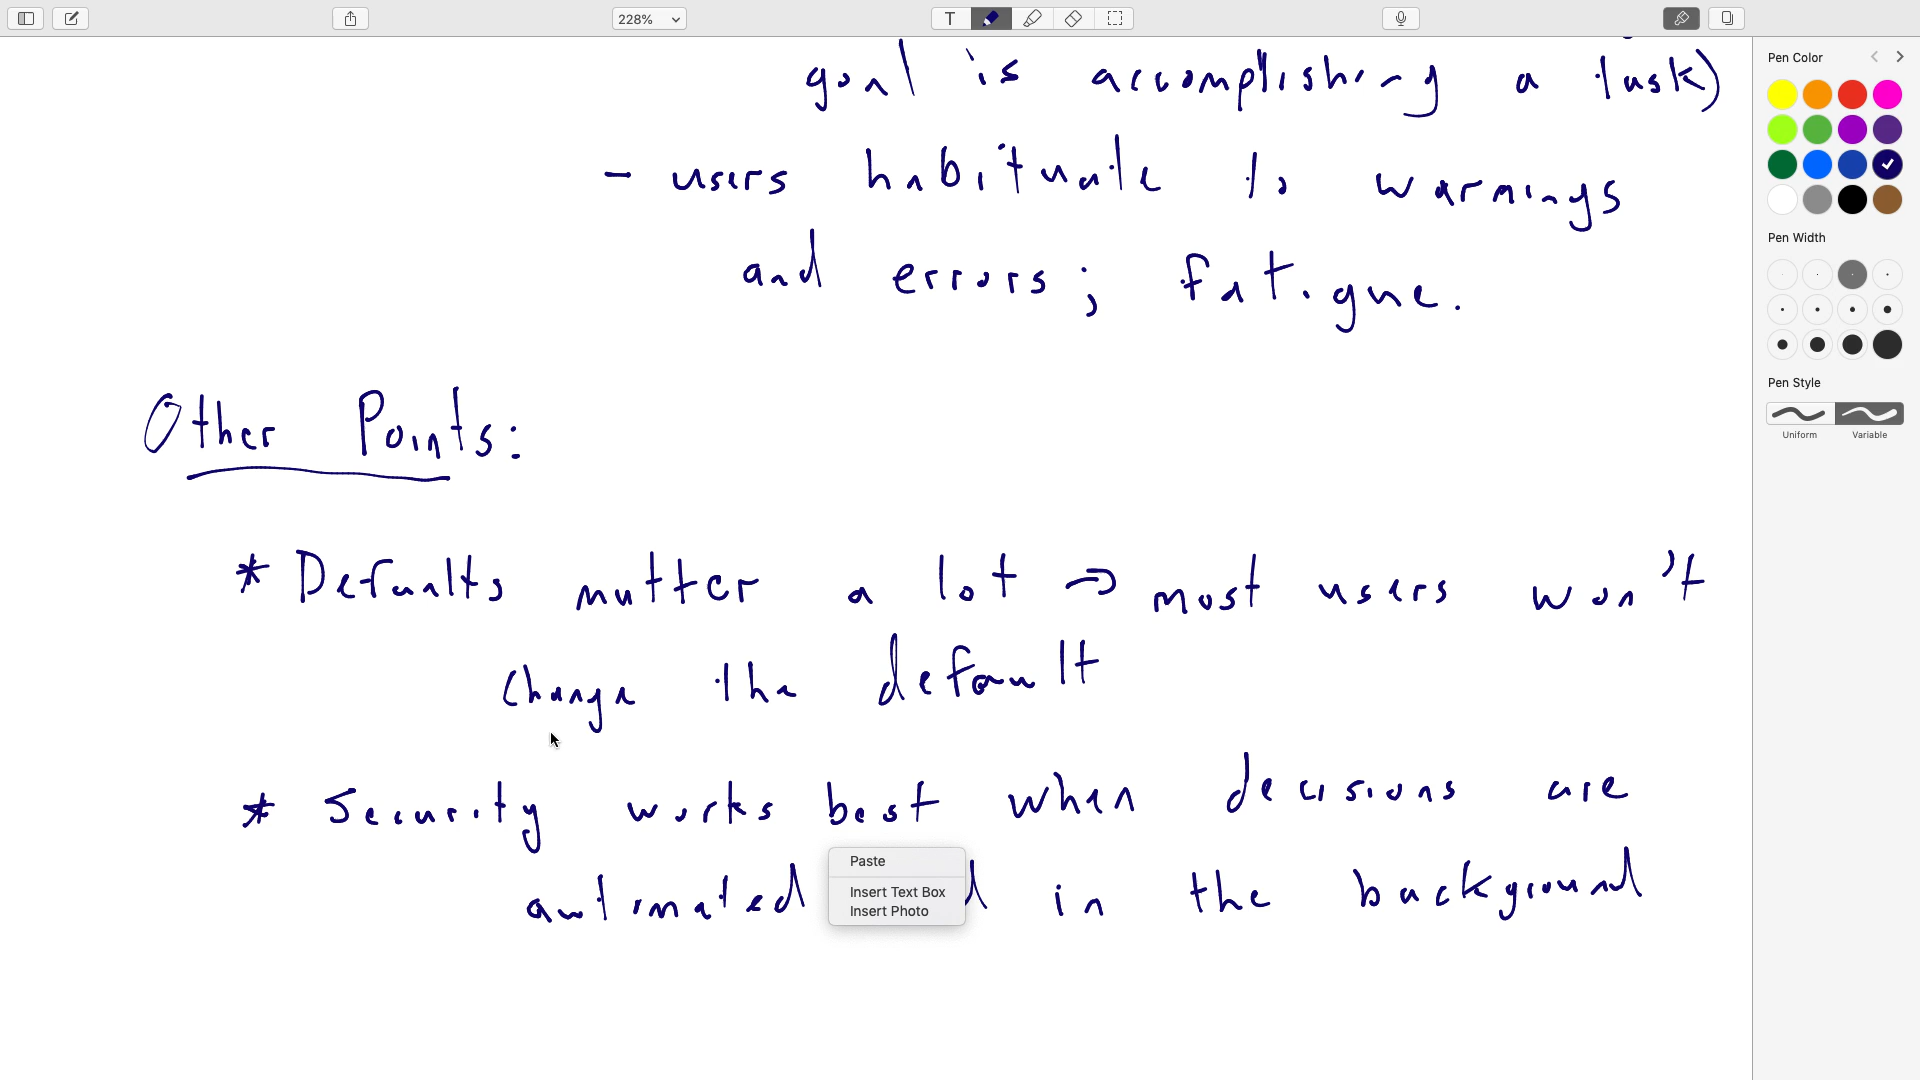 228%
T
Pen Color
goal is accomplishing a task)
- users habituate to warnings
and errors; fatigue.
Pen Width
Pen Style
Uniform Variable
Other Points:
* Defaults matter a lot → most users won't
change the default
* Security works best when decisions are
automated in the background
Paste
Insert Text Box
Insert Photo